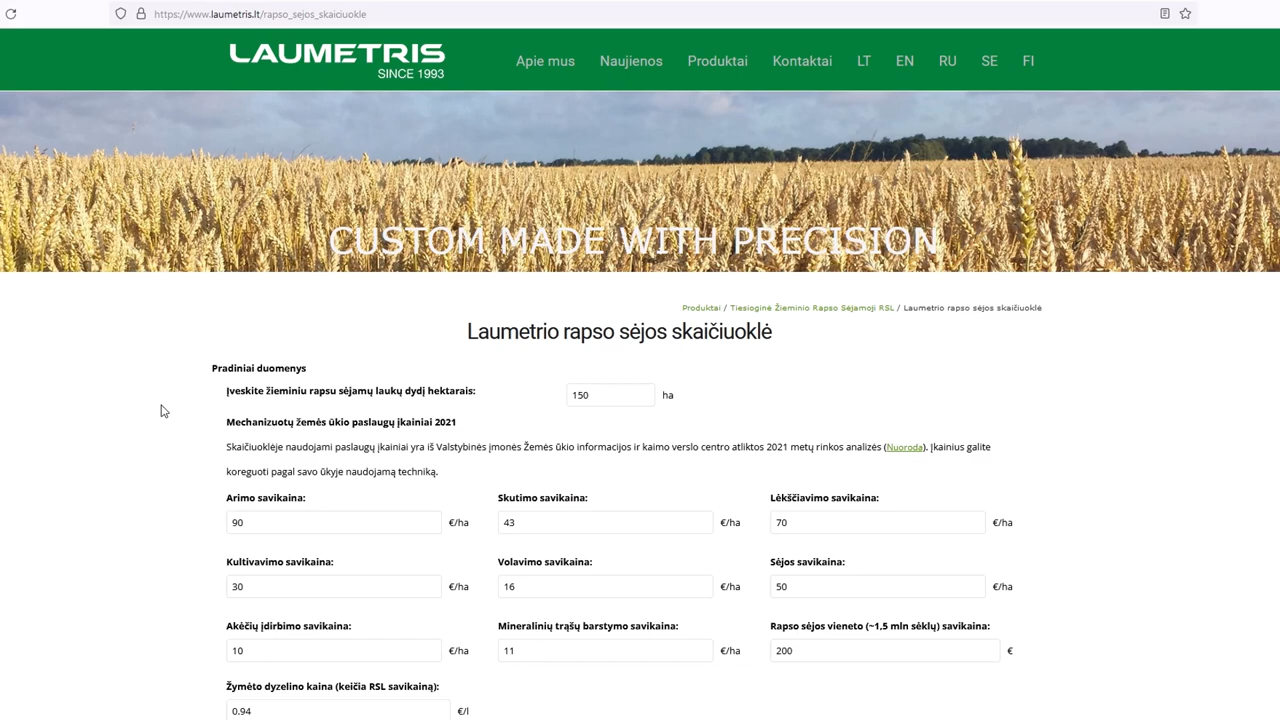 https://www.laumetris.lt/rapso_sejos_skaiciuokle
LAUMETRIS
SINCE 1993
Apie mus Naujienos Produktai Kontaktai LT EN RU SE FI
CUSTOM MADE WITH PRECISION
Produktai / Tiesioginė Žieminio Rapso Sėjamoji RSL / Laumetrio rapso sėjos skaičiuoklė
Laumetrio rapso sėjos skaičiuoklė
Pradiniai duomenys
Įveskite žieminiu rapsu sėjamų laukų dydį hektarais: 150 ha
Mechanizuotų žemės ūkio paslaugų įkainiai 2021
Skaičiuoklėje naudojami paslaugų įkainiai yra iš Valstybinės įmonės Žemės ūkio informacijos ir kaimo verslo centro atliktos 2021 metų rinkos analizės (Nuoroda). Įkainius galite
koreguoti pagal savo ūkyje naudojamą techniką.
Arimo savikaina: Skutimo savikaina: Lėkščiavimo savikaina:
90 €/ha 43 €/ha 70 €/ha
Kultivavimo savikaina: Volavimo savikaina: Sėjos savikaina:
30 €/ha 16 €/ha 50 €/ha
Akėčių įdirbimo savikaina: Mineralinių trąšų barstymo savikaina: Rapso sėjos vieneto (~1,5 mln sėklų) savikaina:
10 €/ha 11 €/ha 200 €
Žymėto dyzelino kaina (keičia RSL savikainą):
0.94 €/l